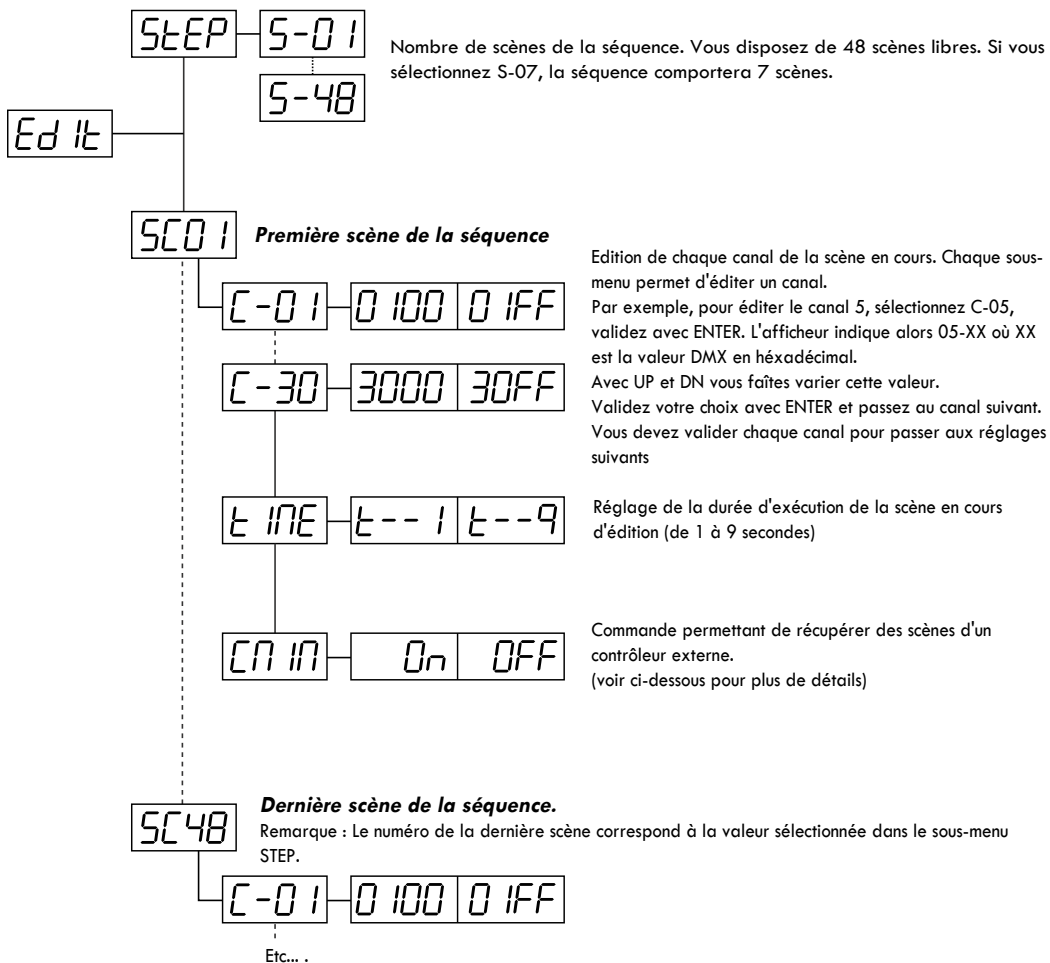 StEP S-01
Nombre de scènes de la séquence. Vous disposez de 48 scènes libres. Si vous
sélectionnez S-07, la séquence comportera 7 scènes.
S-48
Edit
SC01 Première scène de la séquence
Edition de chaque canal de la scène en cours. Chaque sous-
menu permet d'éditer un canal.
Par exemple, pour éditer le canal 5, sélectionnez C-05,
validez avec ENTER. L'afficheur indique alors 05-XX où XX
est la valeur DMX en héxadécimal.
Avec UP et DN vous faîtes varier cette valeur.
Validez votre choix avec ENTER et passez au canal suivant.
Vous devez valider chaque canal pour passer aux réglages
suivants
C-01 0100 01FF
C-30 3000 30FF
tIME t--1 t--9
Réglage de la durée d'exécution de la scène en cours
d'édition (de 1 à 9 secondes)
CMIN On OFF
Commande permettant de récupérer des scènes d'un
contrôleur externe.
(voir ci-dessous pour plus de détails)
SC48
Dernière scène de la séquence.
Remarque : Le numéro de la dernière scène correspond à la valeur sélectionnée dans le sous-menu
STEP.
C-01 0100 01FF
Etc... .